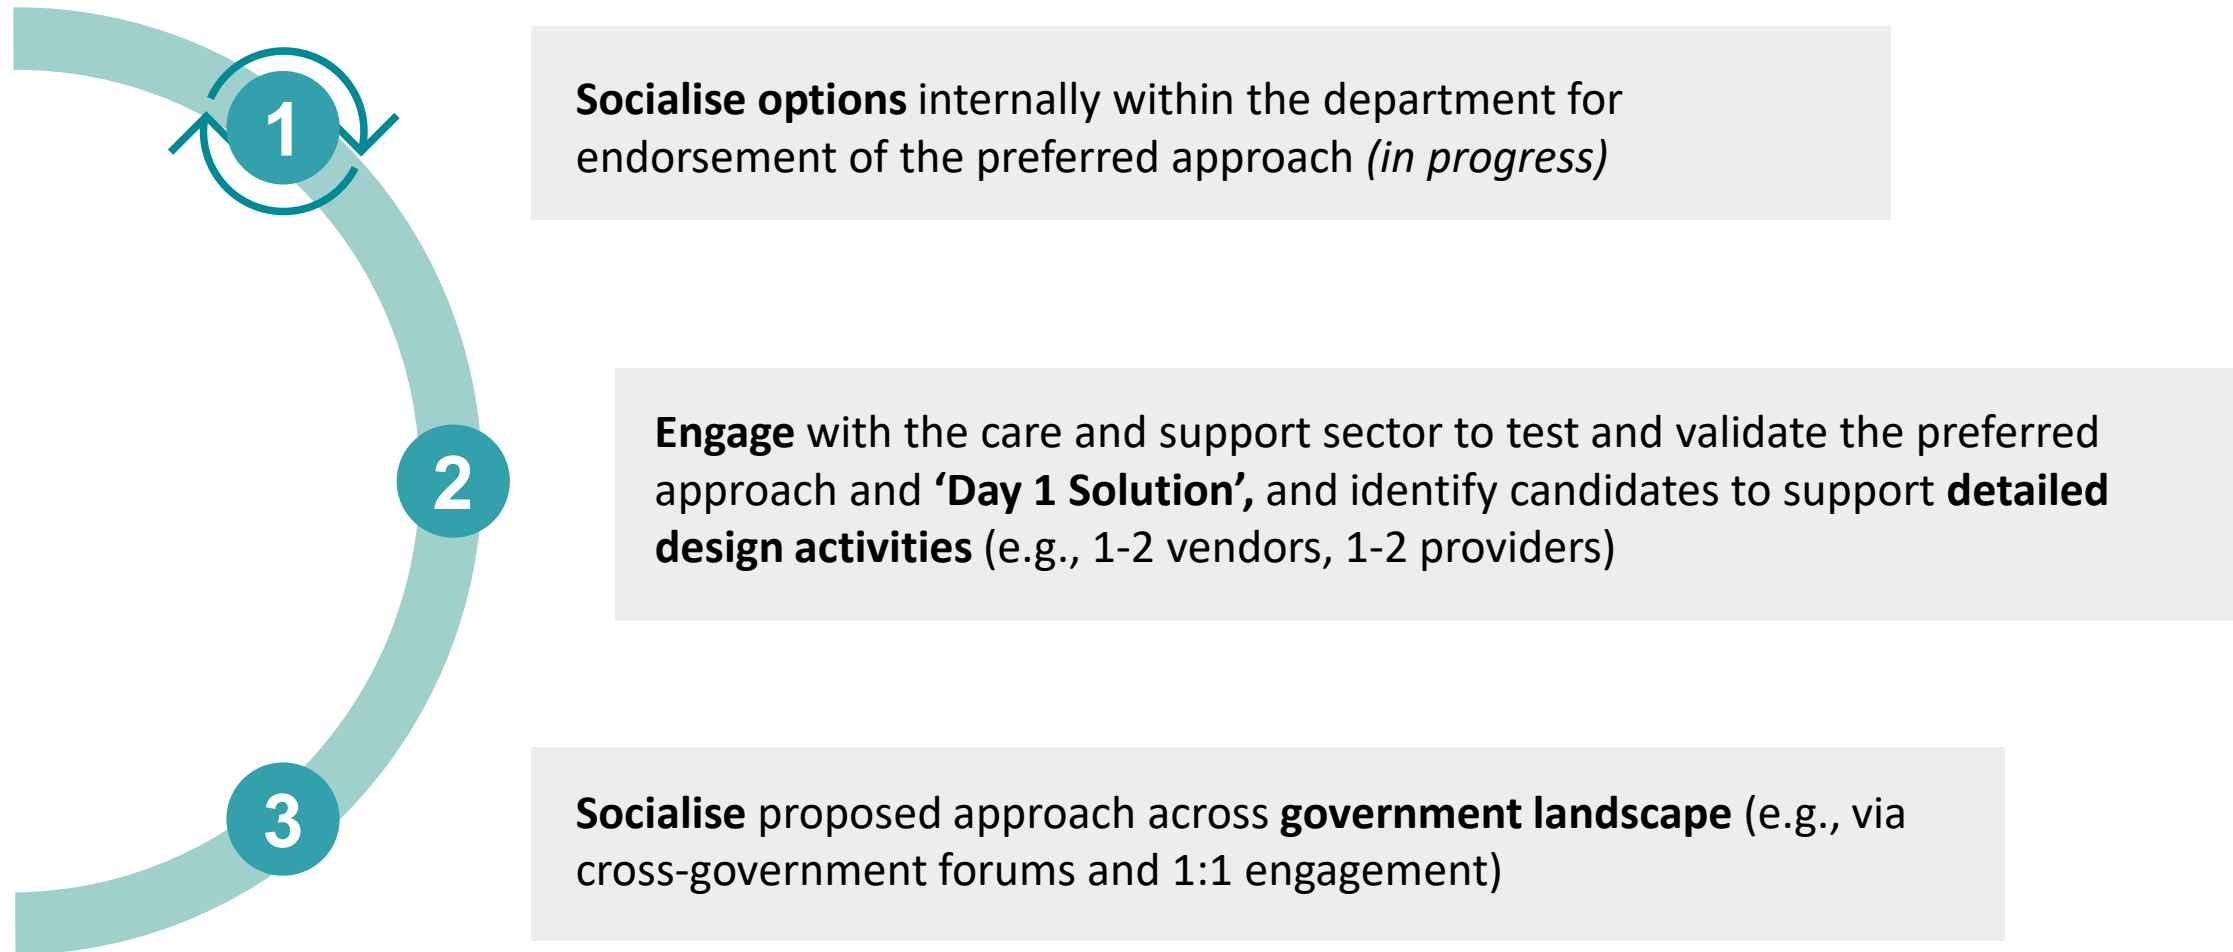 1
Socialise options internally within the department for
endorsement of the preferred approach (in progress)
2
Engage with the care and support sector to test and validate the preferred
approach and ‘Day 1 Solution’, and identify candidates to support detailed
design activities (e.g., 1-2 vendors, 1-2 providers)
3
Socialise proposed approach across government landscape (e.g., via
cross-government forums and 1:1 engagement)